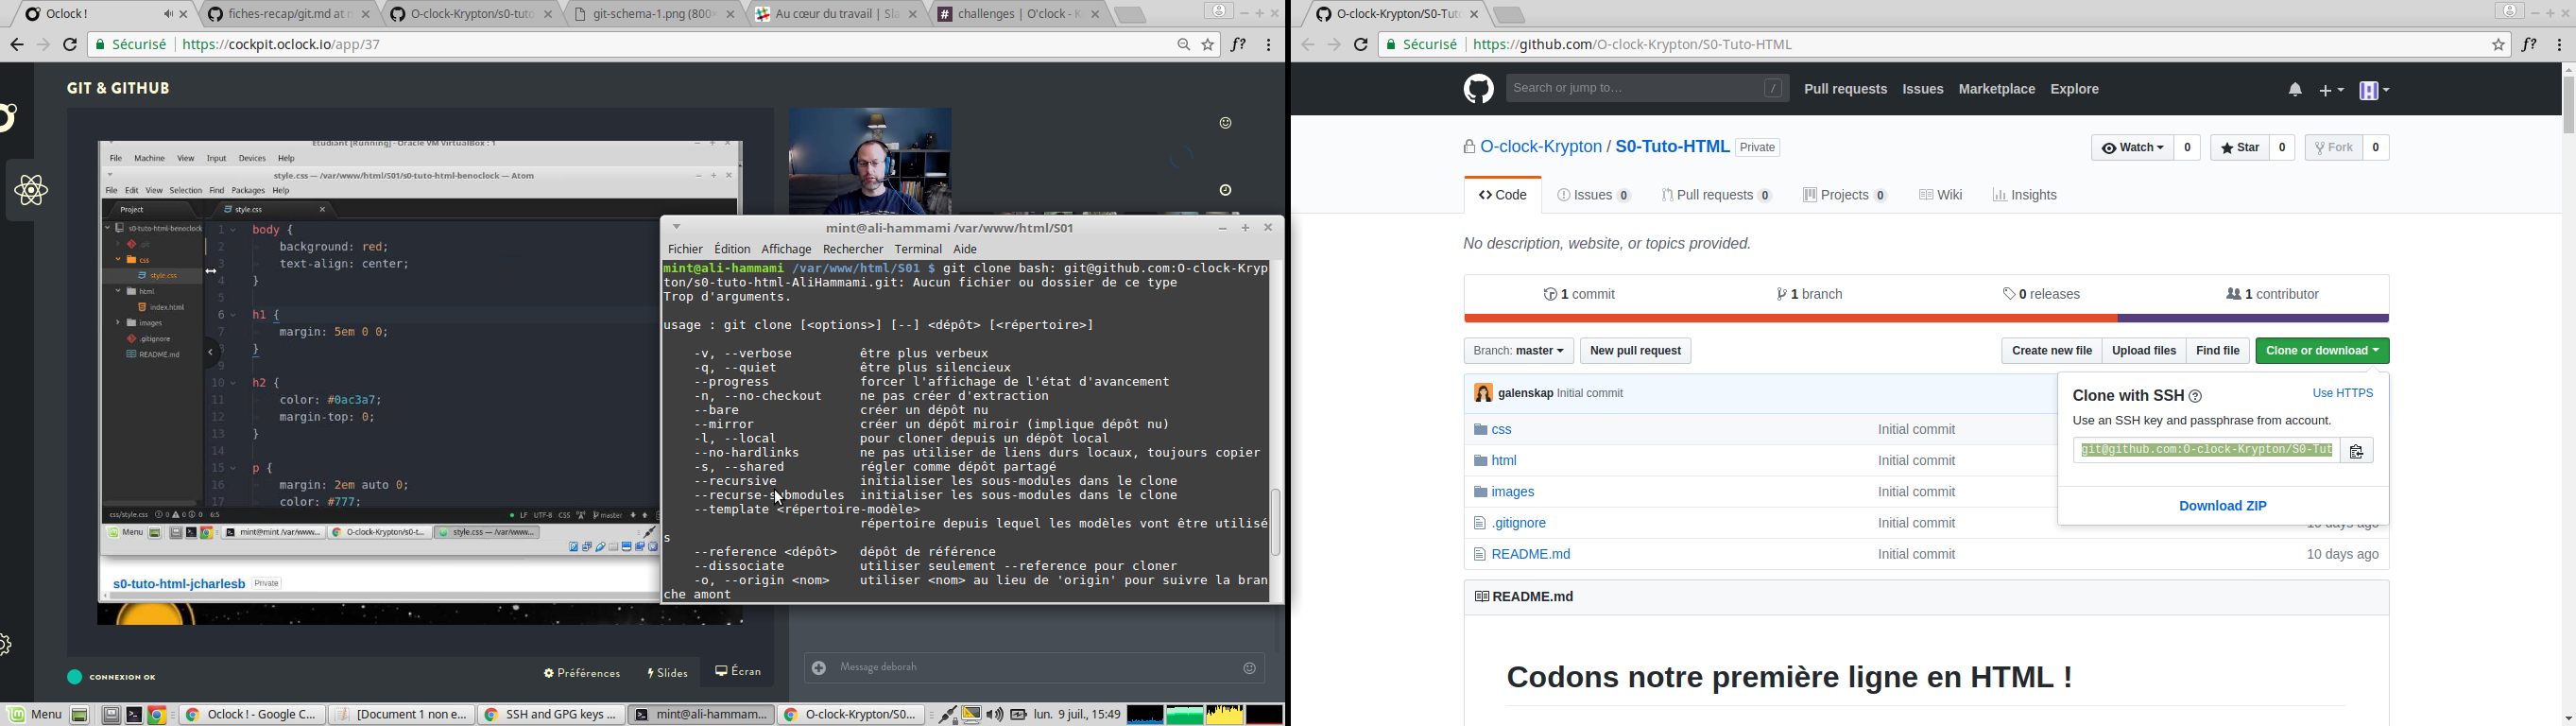 Oclock !
fiches-recap/git.md at
O-clock-Krypton/s0-tuto
git-schema-1.png (800×
Au cœur du travail | Sla
challenges | O'clock - K
Sécurisé
https://cockpit.oclock.io/app/37
GIT & GITHUB
Etudiant [Running] - Oracle VM VirtualBox : 1
File Machine View Input Devices Help
style.css — /var/www/html/S01/s0-tuto-html-benoclock — Atom
File Edit View Selection Find Packages Help
Project
style.css
s0-tuto-html-benoclock
.git
css
style.css
html
index.html
images
.gitignore
README.md
1 body {
2 background: red;
3 text-align: center;
4 }
5
6 h1 {
7 margin: 5em 0 0;
8 }
9
10 h2 {
11 color: #0ac3a7;
12 margin-top: 0;
13 }
14
15 p {
16 margin: 2em auto 0;
17 color: #777;
css/style.css 0 0 0 6:5
LF UTF-8 CSS master
Menu
mint@mint /var/www...
O-clock-Krypton/s0-t...
style.css — /var/www...
s0-tuto-html-jcharlesb Private
CONNEXION OK
Préférences
Slides
Écran
Message deborah
mint@ali-hammami /var/www/html/S01
Fichier Édition Affichage Rechercher Terminal Aide
mint@ali-hammami /var/www/html/S01 $ git clone bash: git@github.com:O-clock-Kryp
ton/s0-tuto-html-AliHammami.git: Aucun fichier ou dossier de ce type
Trop d'arguments.
usage : git clone [<options>] [--] <dépôt> [<répertoire>]
-v, --verbose être plus verbeux
-q, --quiet être plus silencieux
--progress forcer l'affichage de l'état d'avancement
-n, --no-checkout ne pas créer d'extraction
--bare créer un dépôt nu
--mirror créer un dépôt miroir (implique dépôt nu)
-l, --local pour cloner depuis un dépôt local
--no-hardlinks ne pas utiliser de liens durs locaux, toujours copier
-s, --shared régler comme dépôt partagé
--recursive initialiser les sous-modules dans le clone
--recurse-submodules initialiser les sous-modules dans le clone
--template <répertoire-modèle>
répertoire depuis lequel les modèles vont être utilisé
s
--reference <dépôt> dépôt de référence
--dissociate utiliser seulement --reference pour cloner
-o, --origin <nom> utiliser <nom> au lieu de 'origin' pour suivre la bran
che amont
Menu
Oclock ! - Google C...
[Document 1 non e...
SSH and GPG keys ...
mint@ali-hammam...
O-clock-Krypton/S0...
lun. 9 juil., 15:49
O-clock-Krypton/S0-Tut
Sécurisé
https://github.com/O-clock-Krypton/S0-Tuto-HTML
Search or jump to… /
Pull requests Issues Marketplace Explore
O-clock-Krypton / S0-Tuto-HTML Private
Watch 0 Star 0 Fork 0
Code Issues 0 Pull requests 0 Projects 0 Wiki Insights
No description, website, or topics provided.
1 commit 1 branch 0 releases 1 contributor
Branch: master New pull request Create new file Upload files Find file Clone or download
galenskap Initial commit
Clone with SSH Use HTTPS
Use an SSH key and passphrase from account.
git@github.com:O-clock-Krypton/S0-Tut
Download ZIP
css Initial commit
html Initial commit
images Initial commit
.gitignore Initial commit 10 days ago
README.md Initial commit 10 days ago
README.md
Codons notre première ligne en HTML !